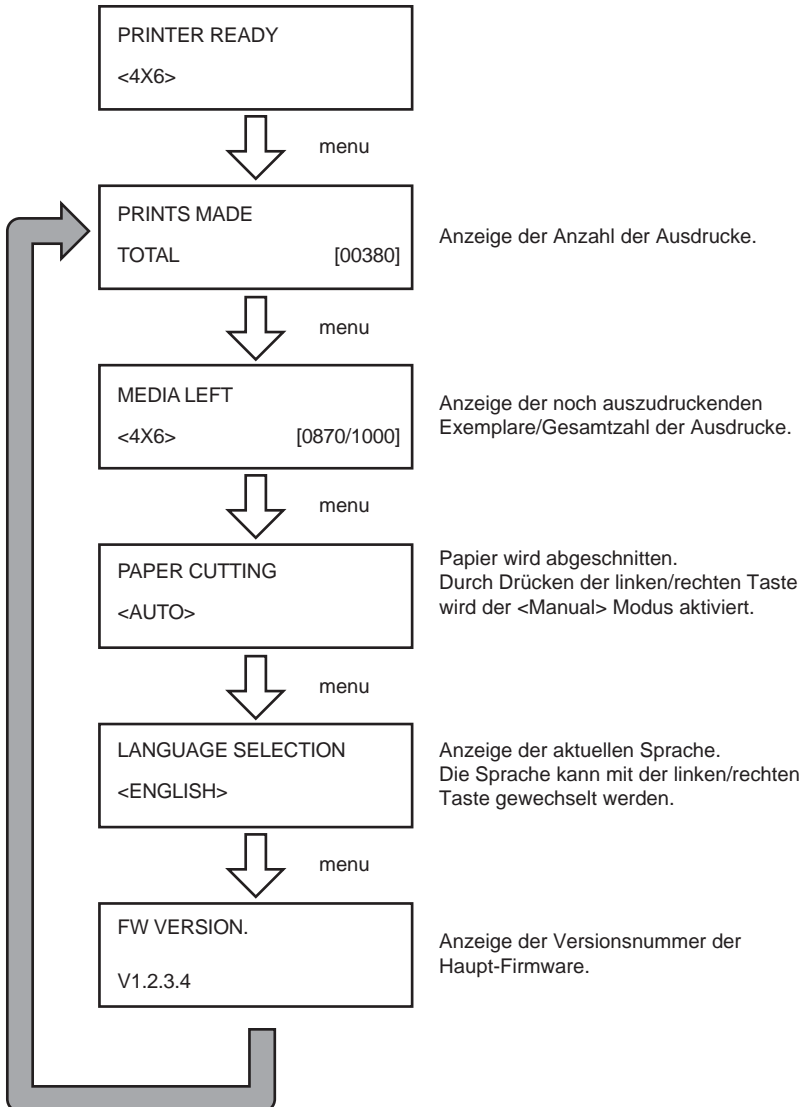 PRINTER READY
<4X6>
menu
PRINTS MADE
TOTAL [00380]
Anzeige der Anzahl der Ausdrucke.
menu
MEDIA LEFT
<4X6> [0870/1000]
Anzeige der noch auszudruckenden
Exemplare/Gesamtzahl der Ausdrucke.
menu
PAPER CUTTING
<AUTO>
Papier wird abgeschnitten.
Durch Drücken der linken/rechten Taste
wird der <Manual> Modus aktiviert.
menu
LANGUAGE SELECTION
<ENGLISH>
Anzeige der aktuellen Sprache.
Die Sprache kann mit der linken/rechten
Taste gewechselt werden.
menu
FW VERSION.
V1.2.3.4
Anzeige der Versionsnummer der
Haupt-Firmware.